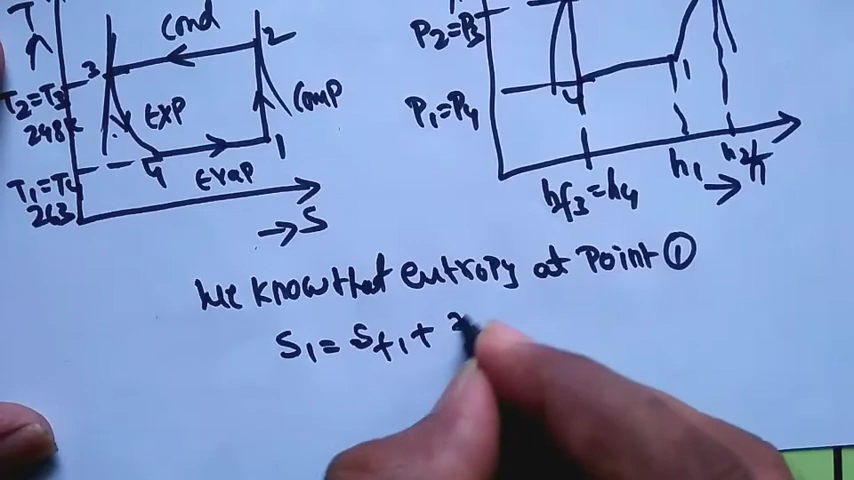 T
Cond
2
3
T2=T3
248K
EXP
ComP
1
4
T1=T4
EvaP
263
→ S
P2=P3
P1=P4
4
1
hf3=h4
h1
h2
h
We know that entropy at Point ①
S1 = Sf1 +